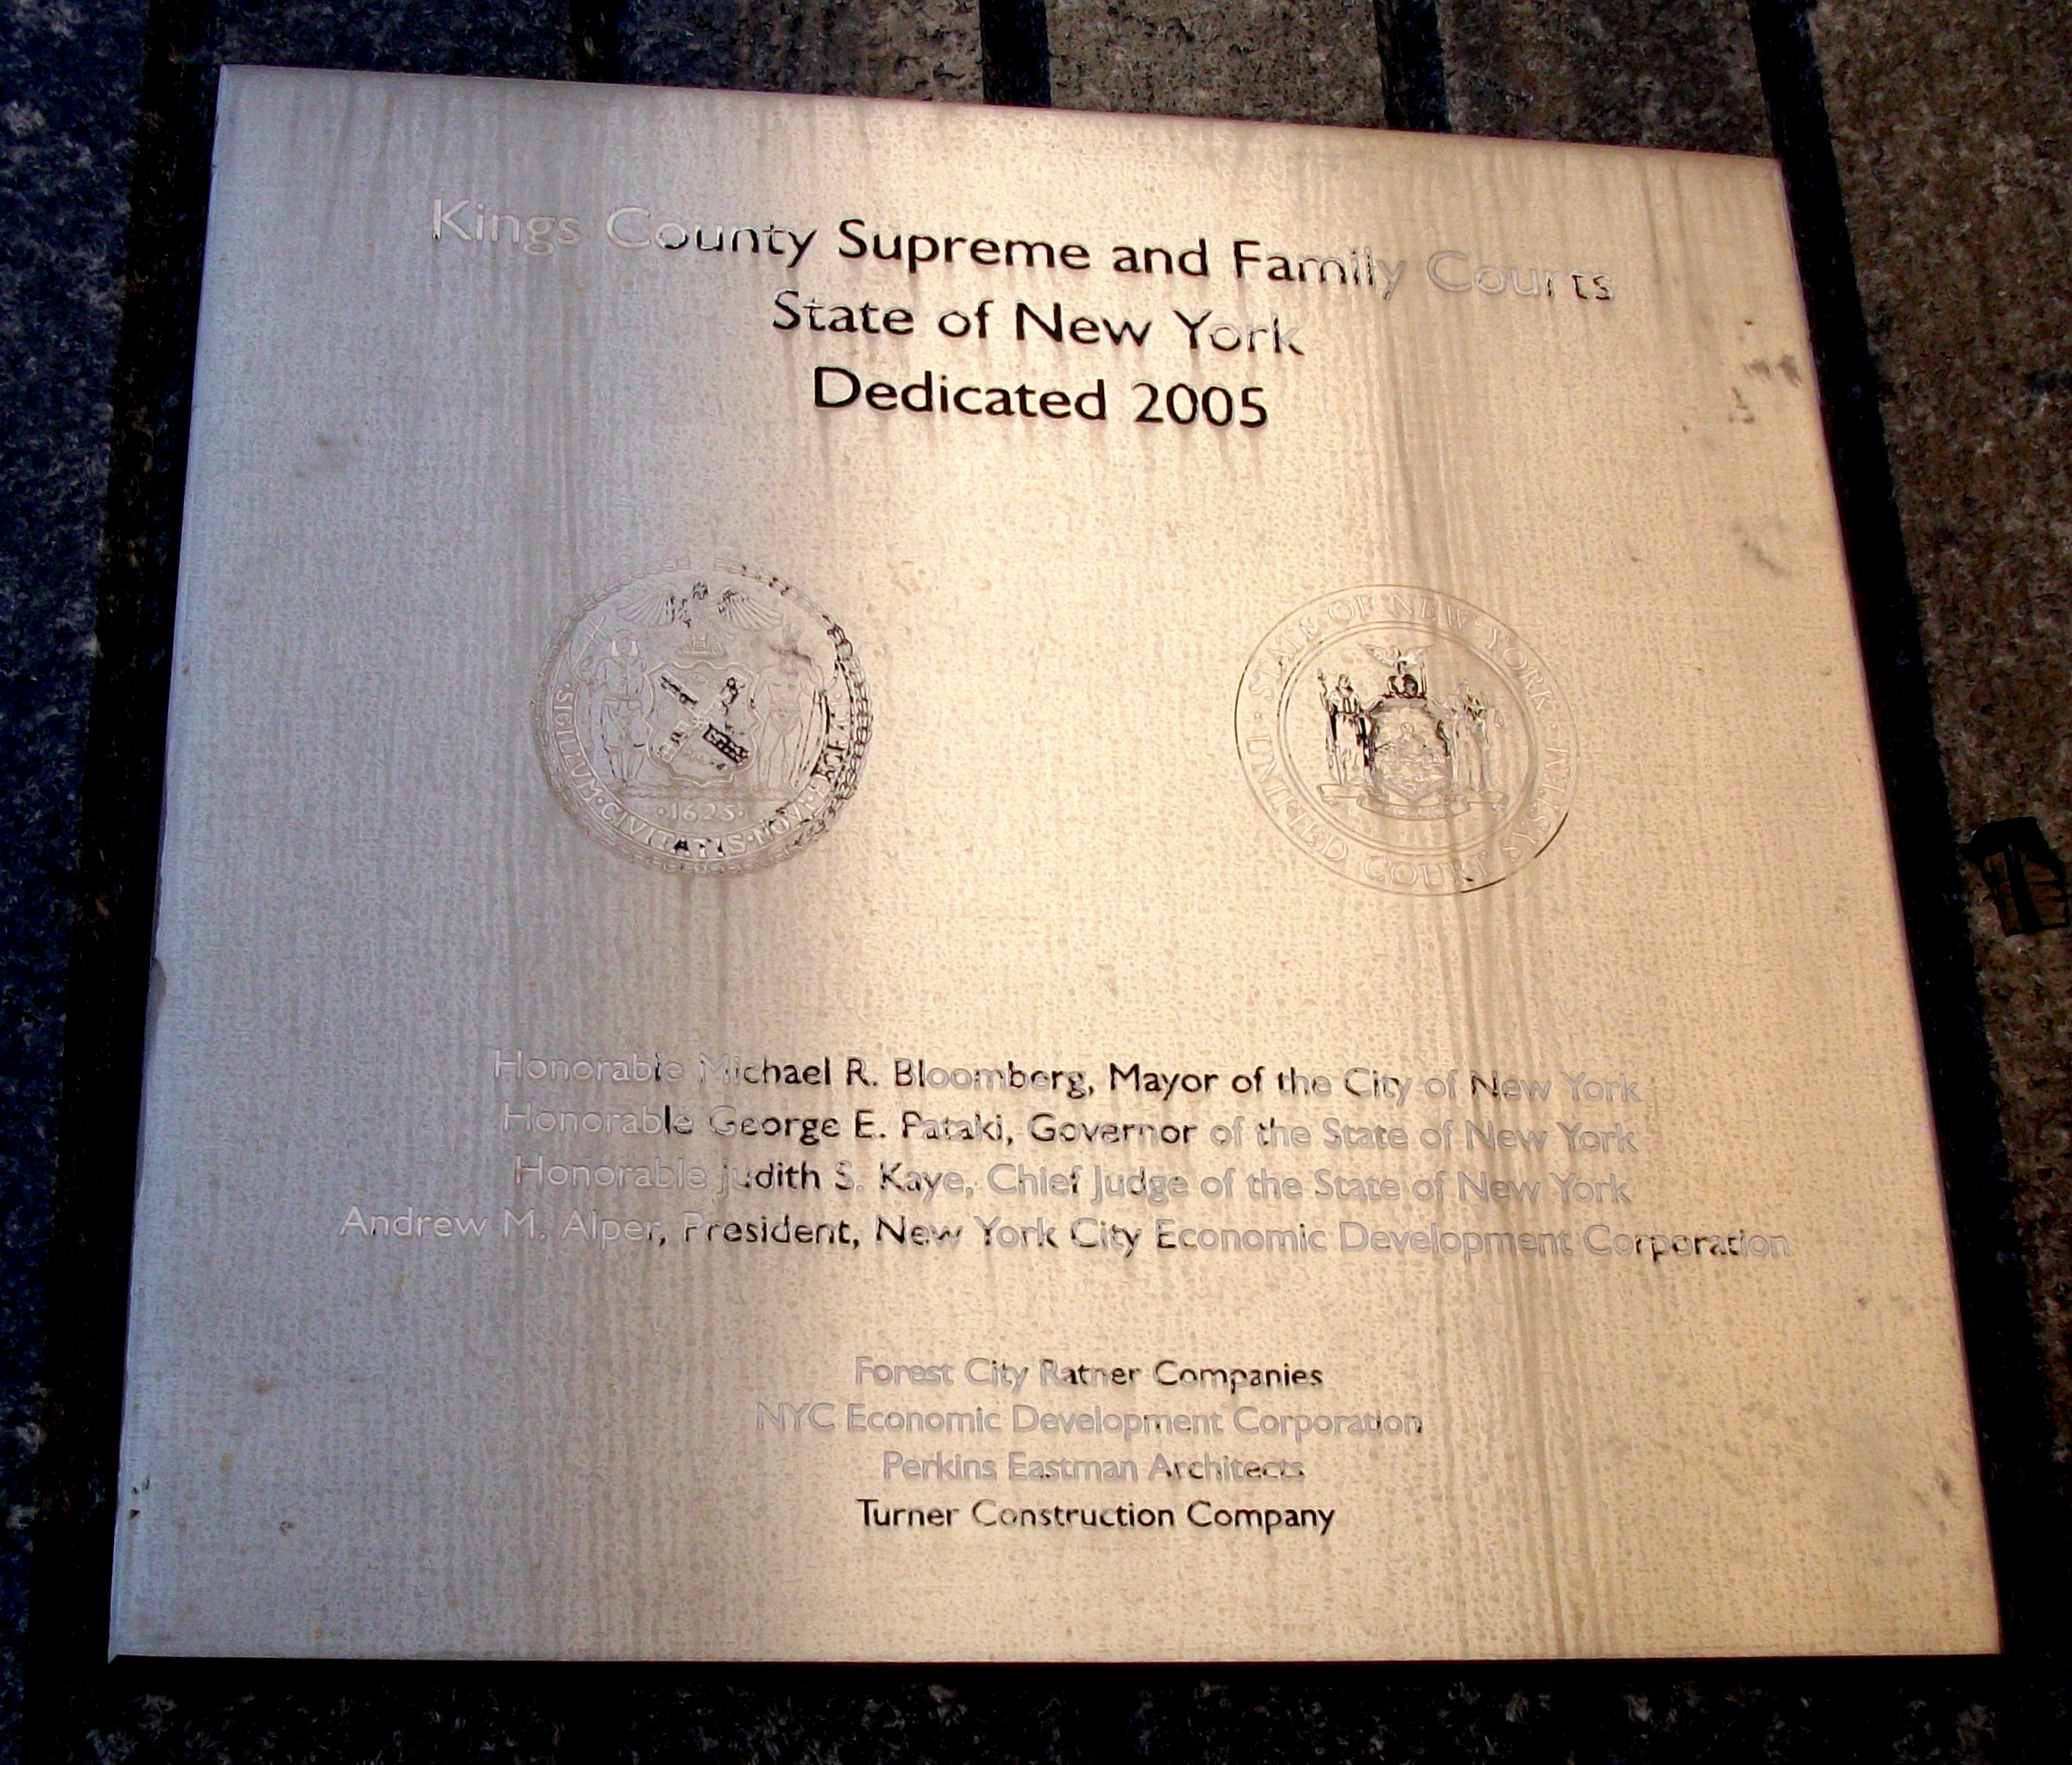 Kings County Supreme and Family Courts
State of New York
Dedicated 2005
SIGILLUM·CIVITATIS·NOVI·
·1625·
·STATE OF NEW YORK·
UNIFIED COURT SYSTEM
Honorable Michael R. Bloomberg, Mayor of the City of New York
Honorable George E. Pataki, Governor of the State of New York
Honorable Judith S. Kaye, Chief Judge of the State of New York
Andrew M. Alper, President, New York City Economic Development Corporation
Forest City Ratner Companies
NYC Economic Development Corporation
Perkins Eastman Architects
Turner Construction Company